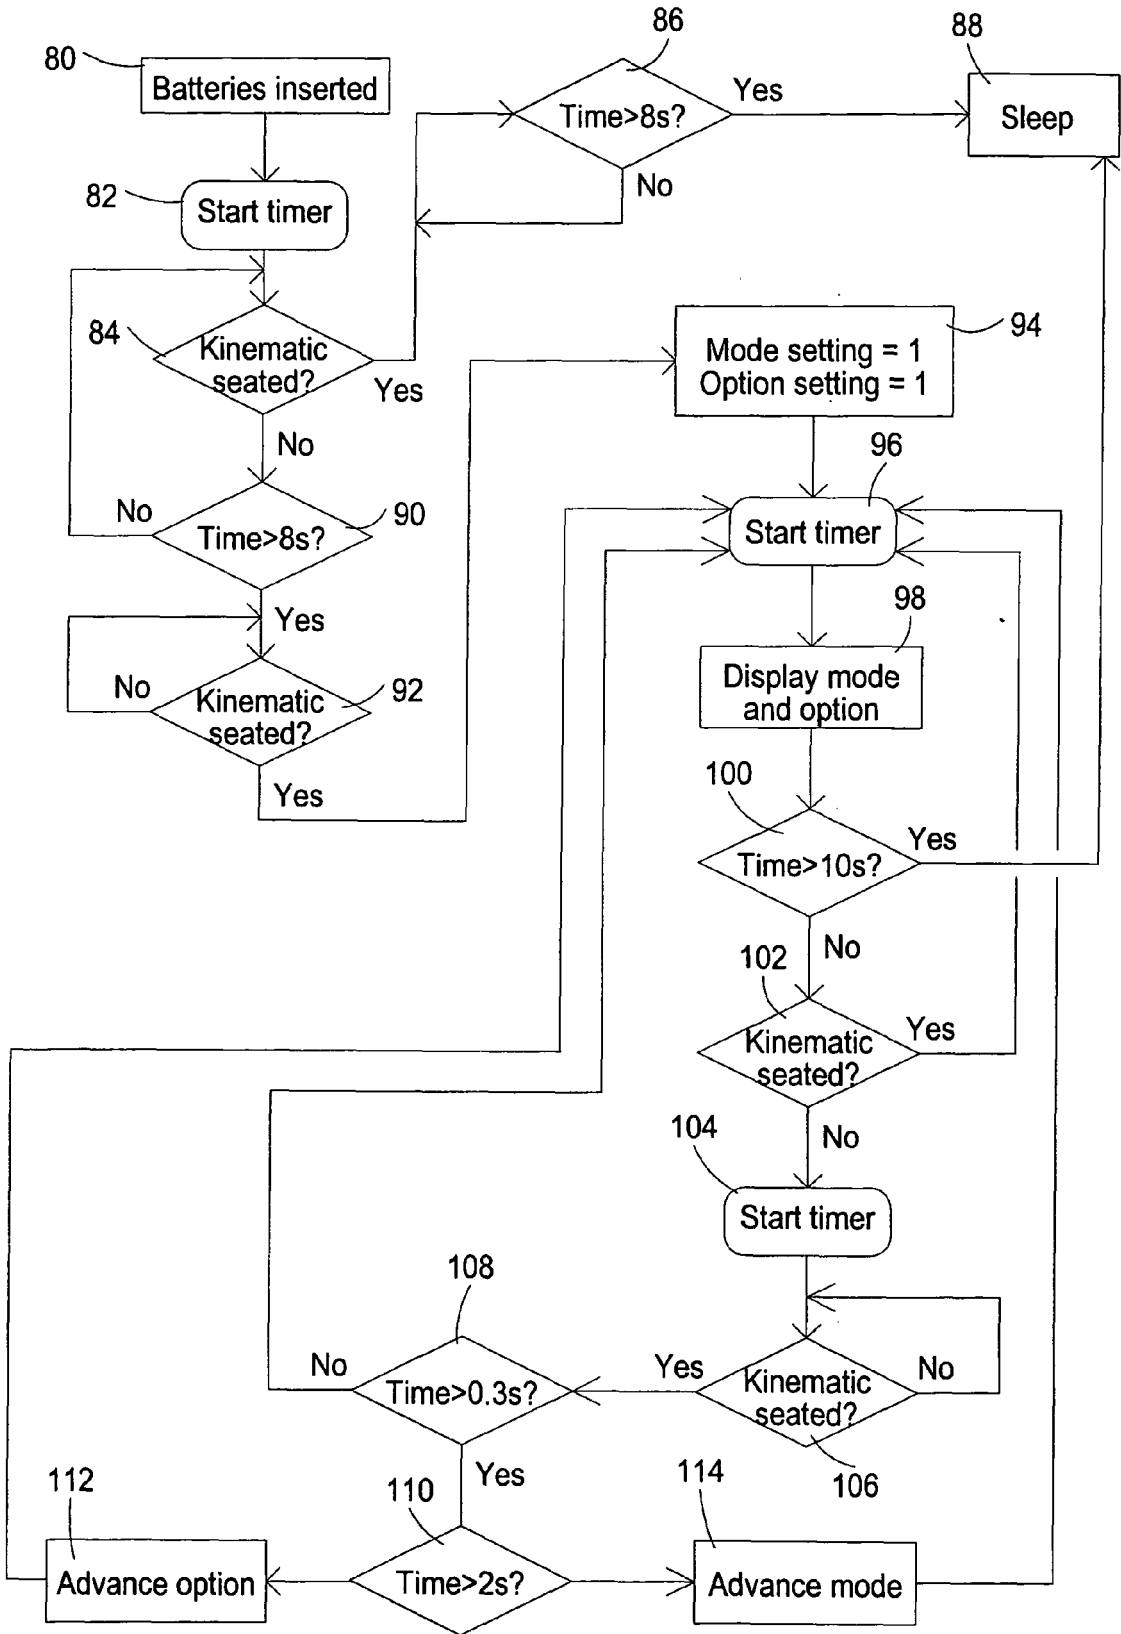 80
Batteries inserted
86
Time>8s?
Yes
No
88
Sleep
82
Start timer
84
Kinematic
seated?
Yes
No
94
Mode setting = 1
Option setting = 1
90
No
Time>8s?
Yes
96
Start timer
92
No
Kinematic
seated?
Yes
98
Display mode
and option
100
Time>10s?
Yes
No
102
Kinematic
seated?
Yes
No
104
Start timer
108
No
Time>0.3s?
Yes
Yes
Kinematic
seated?
No
106
112
Advance option
110
Time>2s?
114
Advance mode